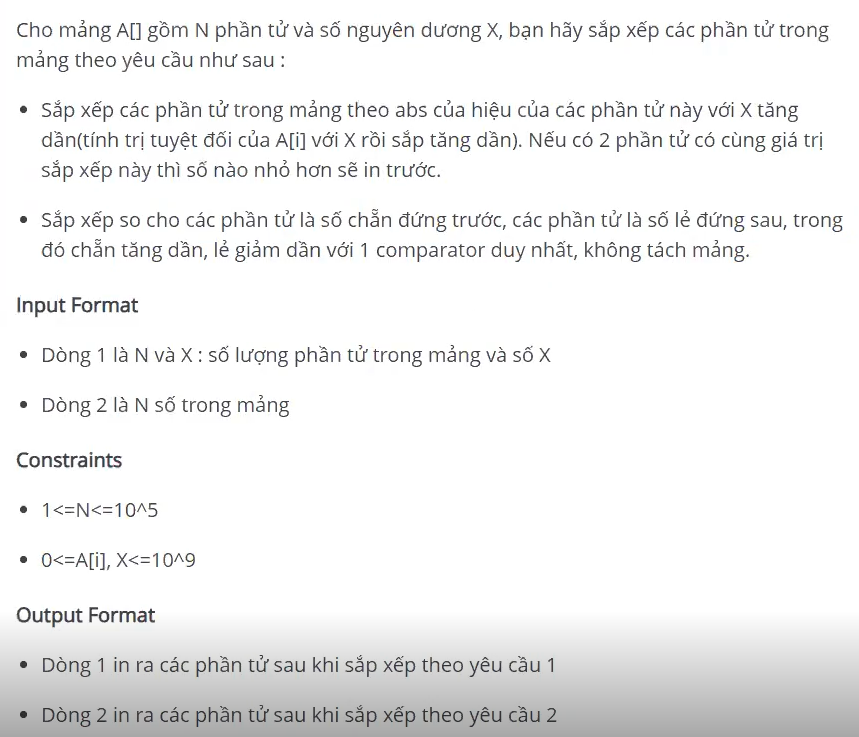 Cho mảng A[] gồm N phần tử và số nguyên dương X, bạn hãy sắp xếp các phần tử trong
mảng theo yêu cầu như sau :
• Sắp xếp các phần tử trong mảng theo abs của hiệu của các phần tử này với X tăng
dần(tính trị tuyệt đối của A[i] với X rồi sắp tăng dần). Nếu có 2 phần tử có cùng giá trị
sắp xếp này thì số nào nhỏ hơn sẽ in trước.
• Sắp xếp so cho các phần tử là số chẵn đứng trước, các phần tử là số lẻ đứng sau, trong
đó chẵn tăng dần, lẻ giảm dần với 1 comparator duy nhất, không tách mảng.
Input Format
• Dòng 1 là N và X : số lượng phần tử trong mảng và số X
• Dòng 2 là N số trong mảng
Constraints
• 1<=N<=10^5
• 0<=A[i], X<=10^9
Output Format
• Dòng 1 in ra các phần tử sau khi sắp xếp theo yêu cầu 1
• Dòng 2 in ra các phần tử sau khi sắp xếp theo yêu cầu 2